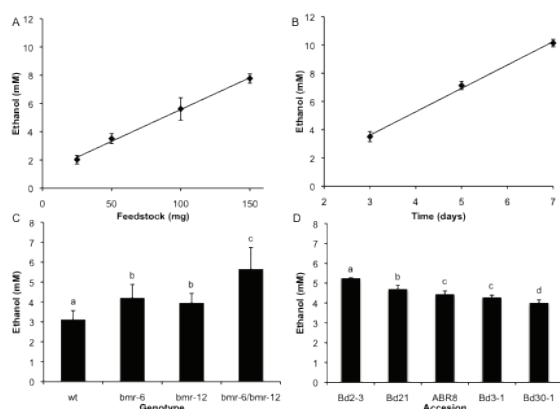 A
Ethanol (mM)
12
10
8
6
4
2
0
0 50 100 150
Feedstock (mg)
B
Ethanol (mM)
12
10
8
6
4
2
0
2 3 4 5 6 7
Time (days)
C
Ethanol (mM)
8
7
6
5
4
3
2
1
0
a
b
b
c
wt bmr-6 bmr-12 bmr-6/bmr-12
Genotype
D
Ethanol (mM)
8
7
6
5
4
3
2
1
0
a
b
c
c
d
Bd2-3 Bd21 ABR8 Bd3-1 Bd30-1
Accesion